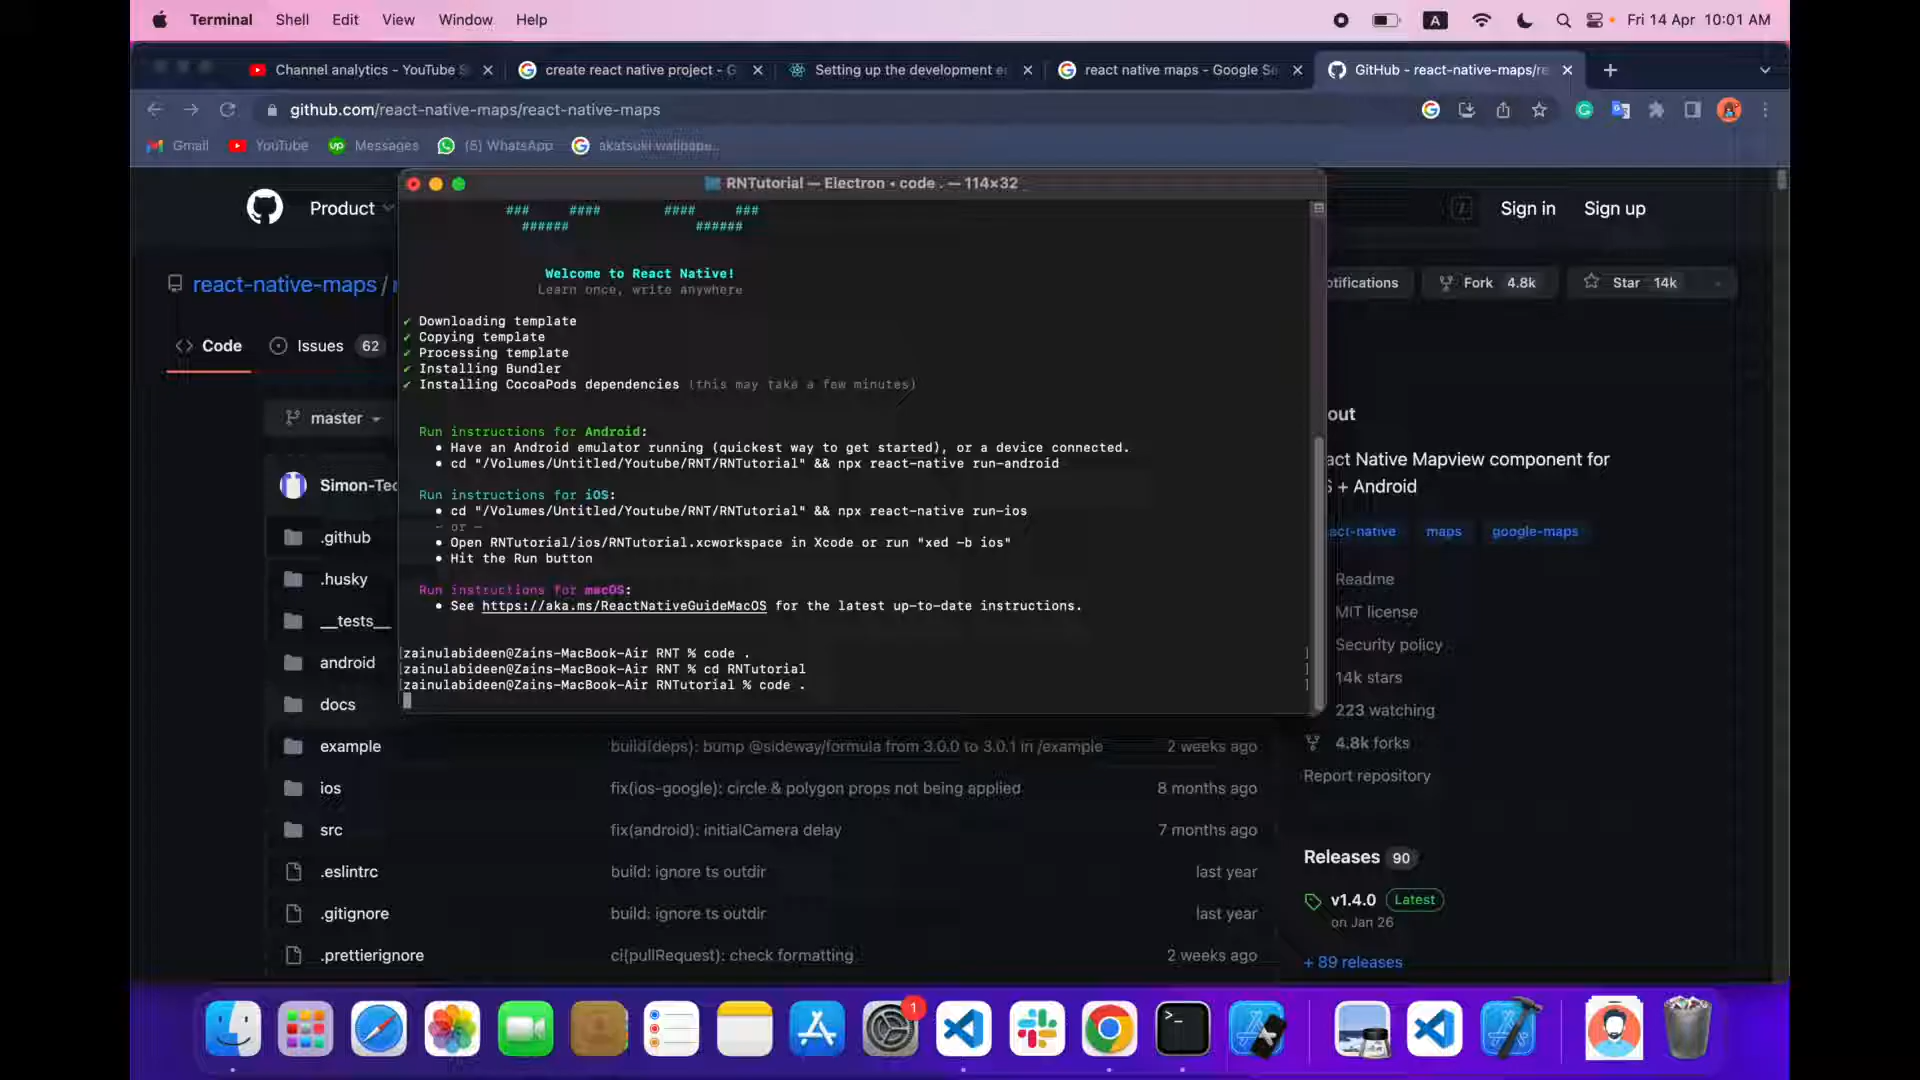 Terminal Shell Edit View Window Help A Fri 14 Apr 10:01 AM
Channel analytics - YouTube S
create react native project - G
Setting up the development e
react native maps - Google Se
GitHub - react-native-maps/re
github.com/react-native-maps/react-native-maps
Gmail YouTube Messages (5) WhatsApp akatsuki wallpape...
RNTutorial — Electron • code . — 114×32
Product
Sign in Sign up
### #### #### ###
###### ######
Welcome to React Native!
Learn once, write anywhere
react-native-maps /
otifications
Fork 4.8k
Star 14k
Code
Issues 62
✓ Downloading template
✓ Copying template
✓ Processing template
✓ Installing Bundler
✓ Installing CocoaPods dependencies (this may take a few minutes)
master
Run instructions for Android:
• Have an Android emulator running (quickest way to get started), or a device connected.
• cd "/Volumes/Untitled/Youtube/RNT/RNTutorial" && npx react-native run-android
Run instructions for iOS:
• cd "/Volumes/Untitled/Youtube/RNT/RNTutorial" && npx react-native run-ios
- or -
• Open RNTutorial/ios/RNTutorial.xcworkspace in Xcode or run "xed -b ios"
• Hit the Run button
Run instructions for macOS:
• See https://aka.ms/ReactNativeGuideMacOS for the latest up-to-date instructions.
[zainulabideen@Zains-MacBook-Air RNT % code . ]
[zainulabideen@Zains-MacBook-Air RNT % cd RNTutorial ]
[zainulabideen@Zains-MacBook-Air RNTutorial % code . ]
Simon-Tec
.github
.husky
__tests__
android
docs
example build(deps): bump @sideway/formula from 3.0.0 to 3.0.1 in /example 2 weeks ago
ios fix(ios-google): circle & polygon props not being applied 8 months ago
src fix(android): initialCamera delay 7 months ago
.eslintrc build: ignore ts outdir last year
.gitignore build: ignore ts outdir last year
.prettierignore ci(pullRequest): check formatting 2 weeks ago
out
act Native Mapview component for
S + Android
act-native maps google-maps
Readme
MIT license
Security policy
14k stars
223 watching
4.8k forks
Report repository
Releases 90
v1.4.0 Latest
on Jan 26
+ 89 releases
1